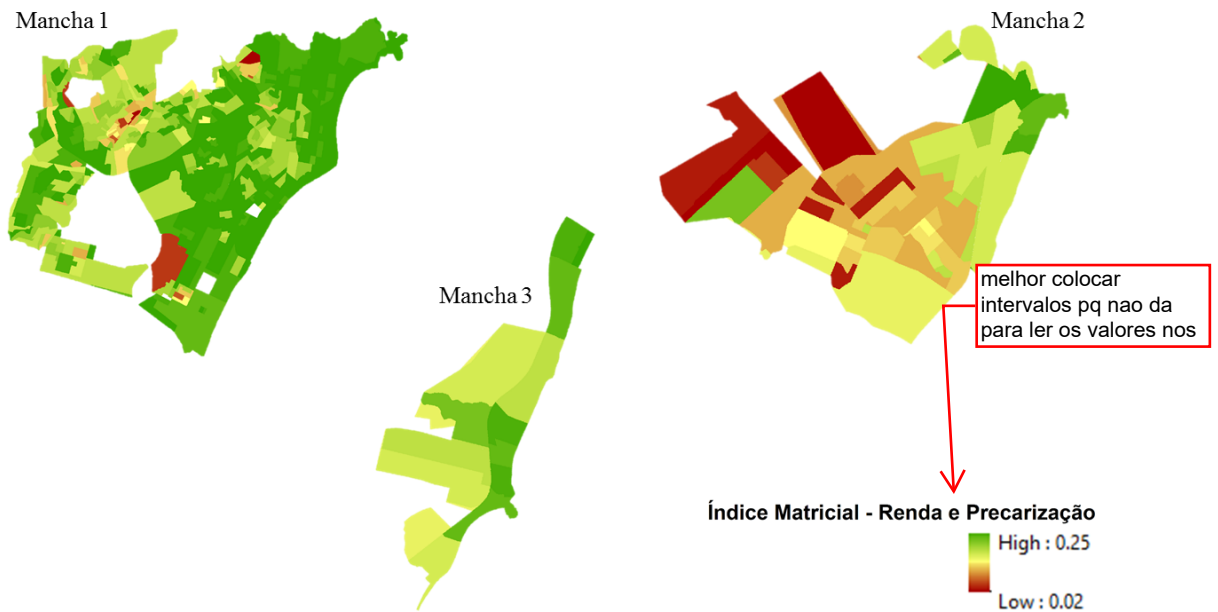 Mancha 1
Mancha 2
melhor colocar
intervalos pq nao da
para ler os valores nos
Mancha 3
Índice Matricial - Renda e Precarização
High : 0.25
Low : 0.02